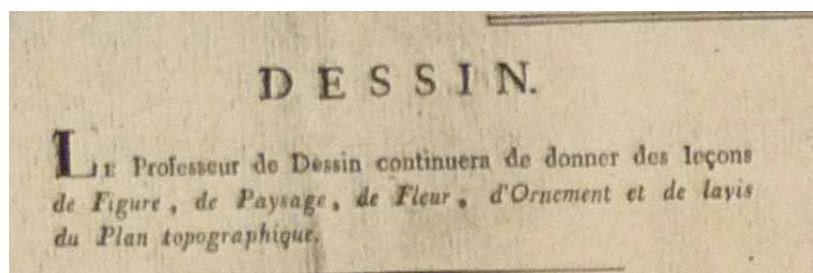 DESSIN.
LE Professeur de Dessin continuera de donner des leçons
de Figure, de Paysage, de Fleur, d'Ornement et de lavis
du Plan topographique.